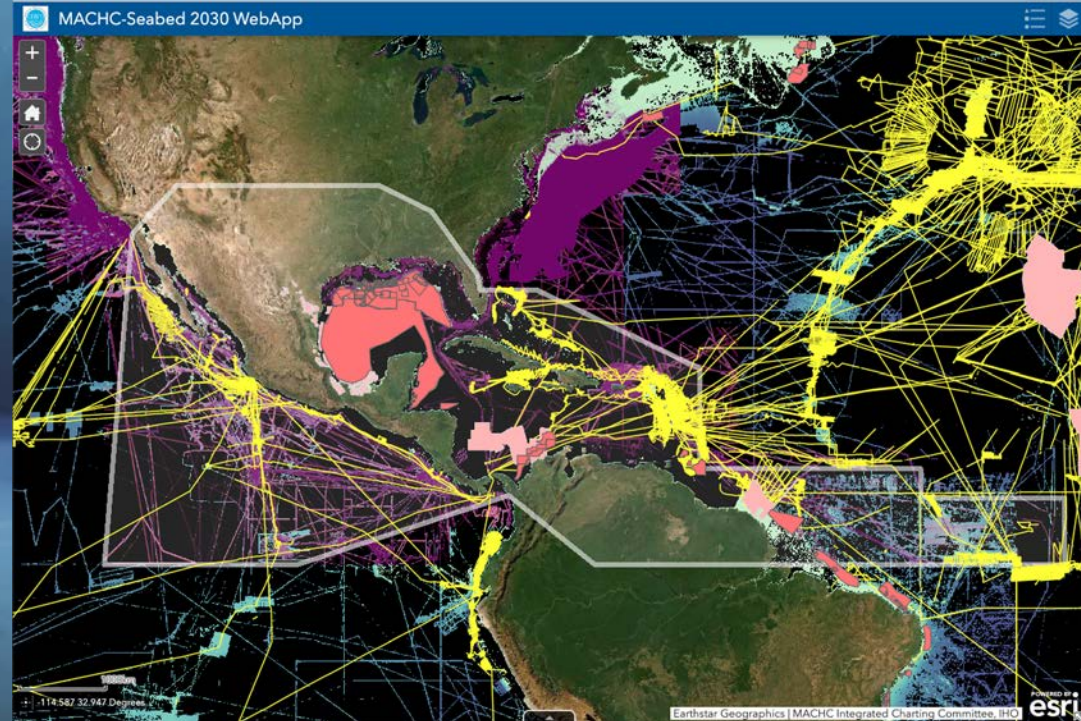 MACHC-Seabed 2030 WebApp
+
−
1000km
-114.587 32.947 Degrees
Earthstar Geographics | MACHC Integrated Charting Committee, IHO
POWERED BY
esri